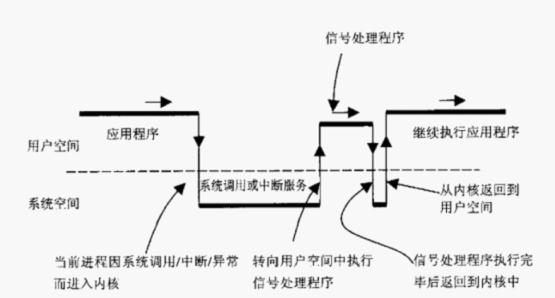 信号处理程序
应用程序
继续执行应用程序
用户空间
系统调用或中断服务
系统空间
从内核返回到
用户空间
当前进程因系统调用/中断/异常
而进入内核
转向用户空间中执行
信号处理程序
信号处理程序执行完
毕后返回到内核中